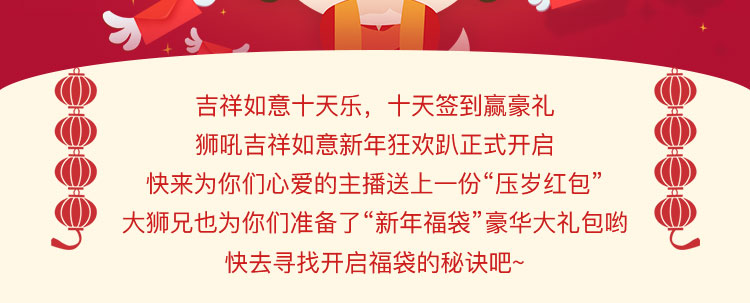 吉祥如意十天乐，十天签到赢豪礼
狮吼吉祥如意新年狂欢趴正式开启
快来为你们心爱的主播送上一份“压岁红包”
大狮兄也为你们准备了“新年福袋”豪华大礼包哟
快去寻找开启福袋的秘诀吧~